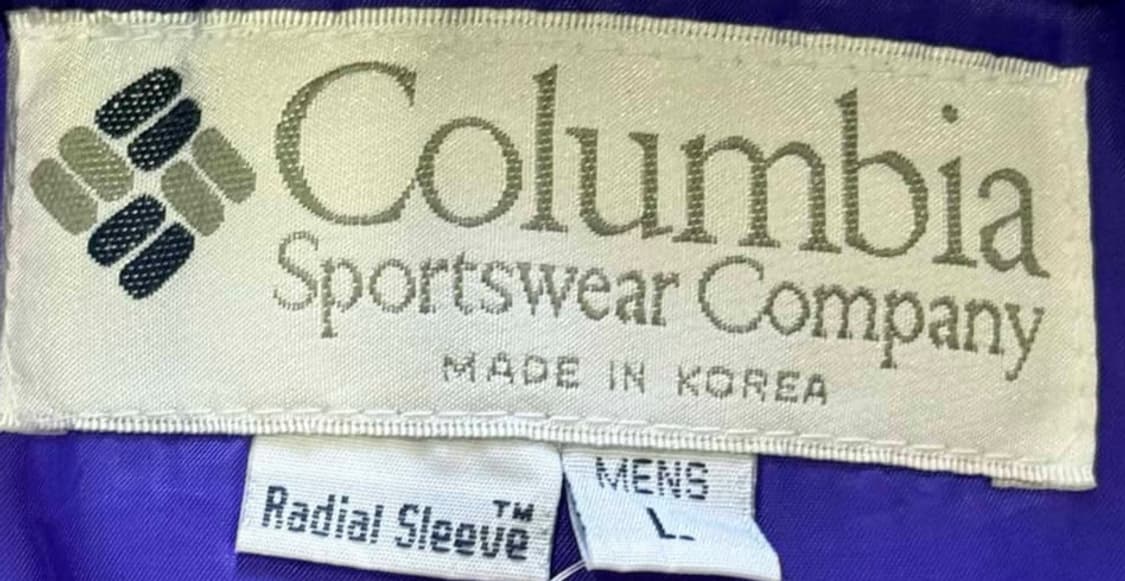 Columbia
Sportswear Company
MADE IN KOREA
Radial Sleeve™
MENS
L